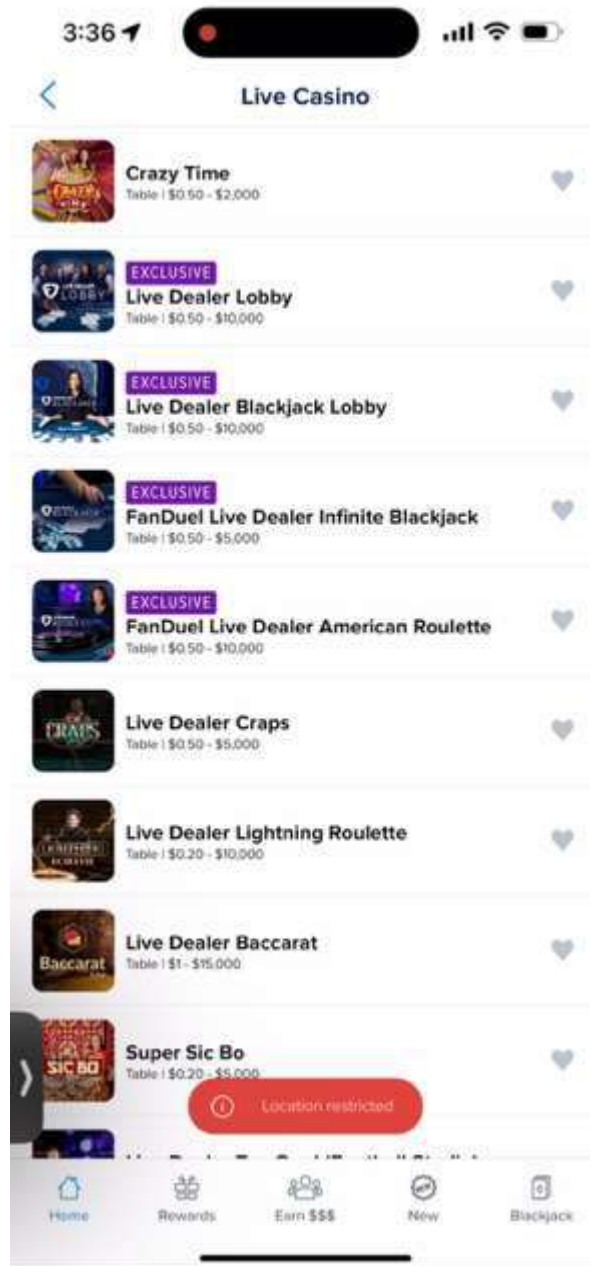 3:36
Live Casino
CRAZY TIME
Crazy Time
Table | $0.50 - $2,000
LOBBY
EXCLUSIVE
Live Dealer Lobby
Table | $0.50 - $10,000
EXCLUSIVE
Live Dealer Blackjack Lobby
Table | $0.50 - $10,000
EXCLUSIVE
FanDuel Live Dealer Infinite Blackjack
Table | $0.50 - $5,000
EXCLUSIVE
FanDuel Live Dealer American Roulette
Table | $0.50 - $10,000
CRAPS
Live Dealer Craps
Table | $0.50 - $5,000
Live Dealer Lightning Roulette
Table | $0.20 - $10,000
Baccarat
Live Dealer Baccarat
Table | $1 - $15,000
SIC BO
Super Sic Bo
Table | $0.20 - $5,000
Location restricted
Home
Rewards
Earn $$$
New
Blackjack